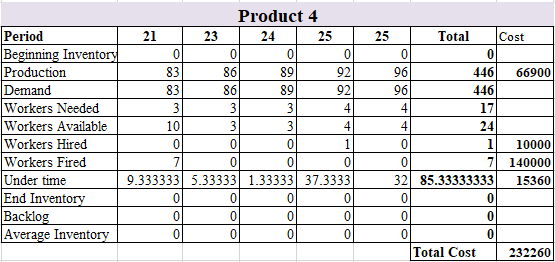 Product 4
Period 21 23 24 25 25 Total Cost
Beginning Inventory 0 0 0 0 0 0
Production 83 86 89 92 96 446 66900
Demand 83 86 89 92 96 446
Workers Needed 3 3 3 4 4 17
Workers Available 10 3 3 4 4 24
Workers Hired 0 0 0 1 0 1 10000
Workers Fired 7 0 0 0 0 7 140000
Under time 9.333333 5.33333 1.33333 37.3333 32 85.33333333 15360
End Inventory 0 0 0 0 0 0
Backlog 0 0 0 0 0 0
Average Inventory 0 0 0 0 0 0
Total Cost 232260